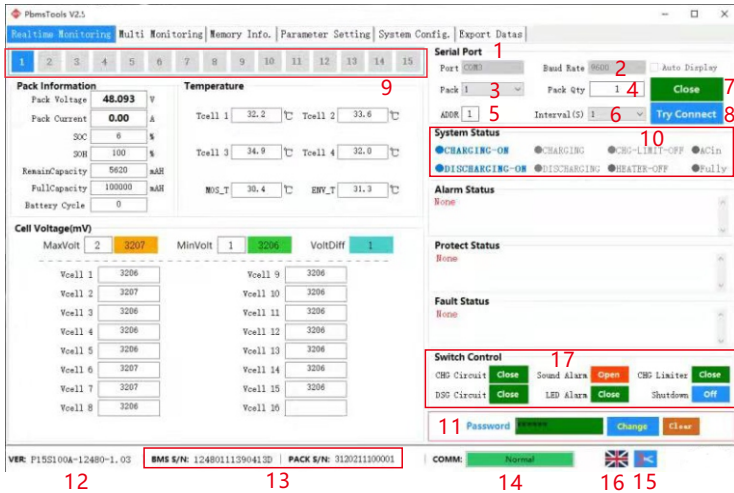 PbmsTools V2.5
Realtime Monitoring Multi Monitoring Memory Info. Parameter Setting System Config. Export Datas
1 2 3 4 5 6 7 8 9 10 11 12 13 14 15
9
Pack Information
Pack Voltage 48.093 V
Pack Current 0.00 A
SOC 6 %
SOH 100 %
RemainCapacity 5620 mAH
FullCapacity 100000 mAH
Battery Cycle 0
Temperature
Tcell 1 32.2 ℃ Tcell 2 33.6 ℃
Tcell 3 34.9 ℃ Tcell 4 32.0 ℃
MOS_T 30.4 ℃ ENV_T 31.3 ℃
Cell Voltage(mV)
MaxVolt 2 3207 MinVolt 1 3206 VoltDiff 1
Vcell 1 3206 Vcell 9 3206
Vcell 2 3207 Vcell 10 3206
Vcell 3 3206 Vcell 11 3206
Vcell 4 3206 Vcell 12 3206
Vcell 5 3206 Vcell 13 3206
Vcell 6 3207 Vcell 14 3206
Vcell 7 3207 Vcell 15 3206
Vcell 8 3206 Vcell 16
Serial Port
1
Port COM3 Baud Rate 9600 2 Auto Display
Pack 1 3 Pack Qty 1 4 Close 7
ADDR 1 5 Interval(S) 1 6 Try Connect 8
System Status 10
CHARGING-ON CHARGING CHG-LIMIT-OFF ACin
DISCHARGING-ON DISCHARGING HEATER-OFF Fully
Alarm Status
None
Protect Status
None
Fault Status
None
Switch Control
17
CHG Circuit Close Sound Alarm Open CHG Limiter Close
DSG Circuit Close LED Alarm Close Shutdown Off
11 Password ****** Change Clear
VER: P15S100A-12480-1.03 BMS S/N: 1248011139041SD PACK S/N: 3120211100001 COMM: Normal
12 13 14 16 15